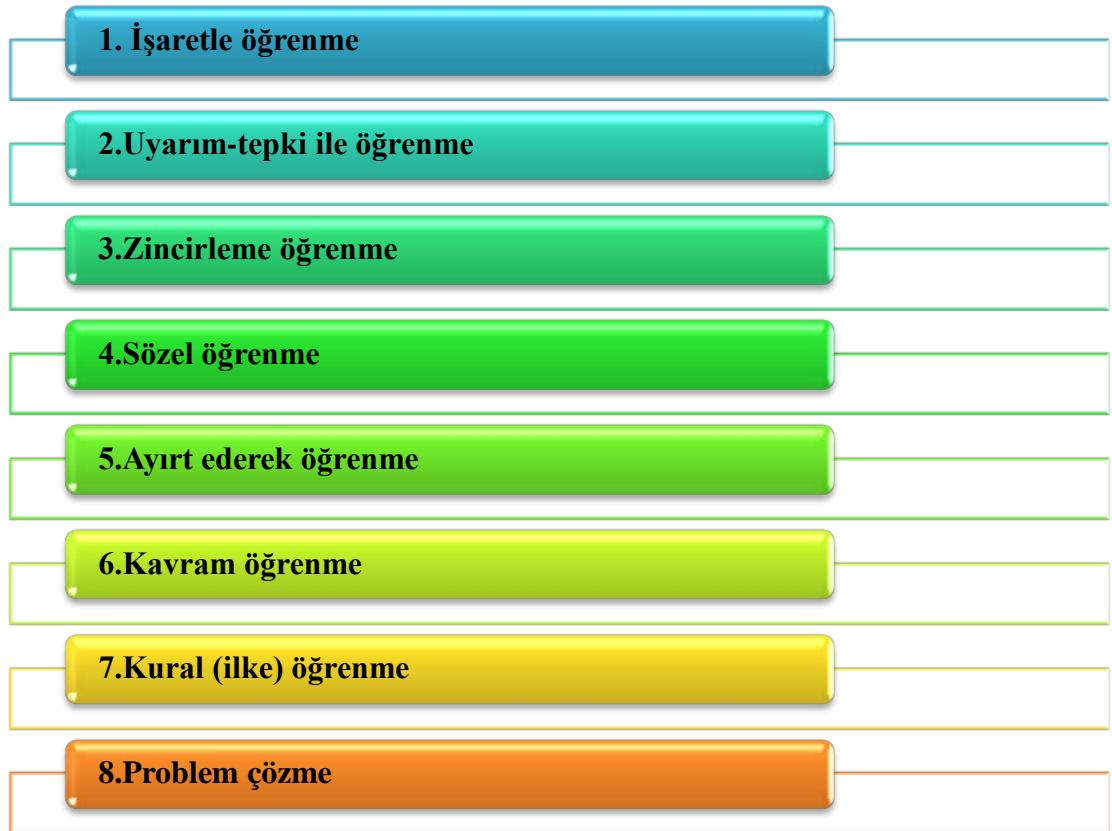 1. İşaretle öğrenme
2.Uyarım-tepki ile öğrenme
3.Zincirleme öğrenme
4.Sözel öğrenme
5.Ayırt ederek öğrenme
6.Kavram öğrenme
7.Kural (ilke) öğrenme
8.Problem çözme